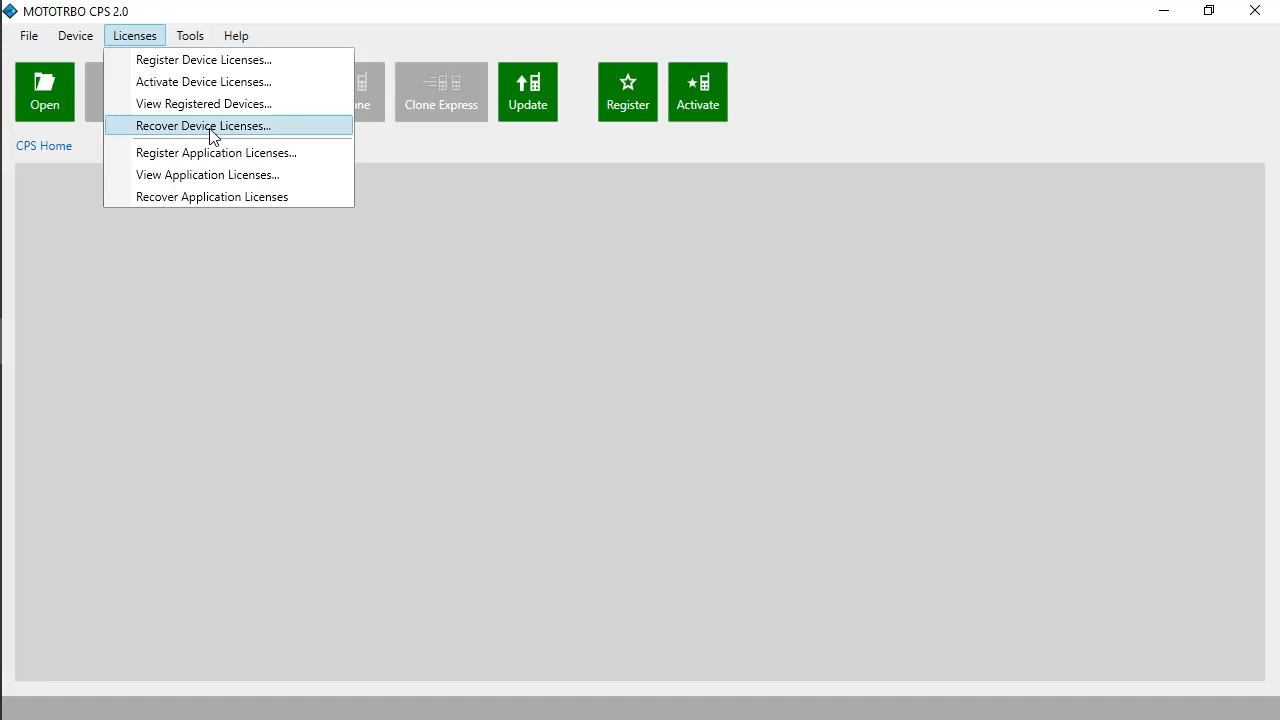 MOTOTRBO CPS 2.0
File Device Licenses Tools Help
Register Device Licenses...
Activate Device Licenses...
View Registered Devices...
Recover Device Licenses...
Register Application Licenses...
View Application Licenses...
Recover Application Licenses
Open
Clone Express
Update
Register
Activate
CPS Home